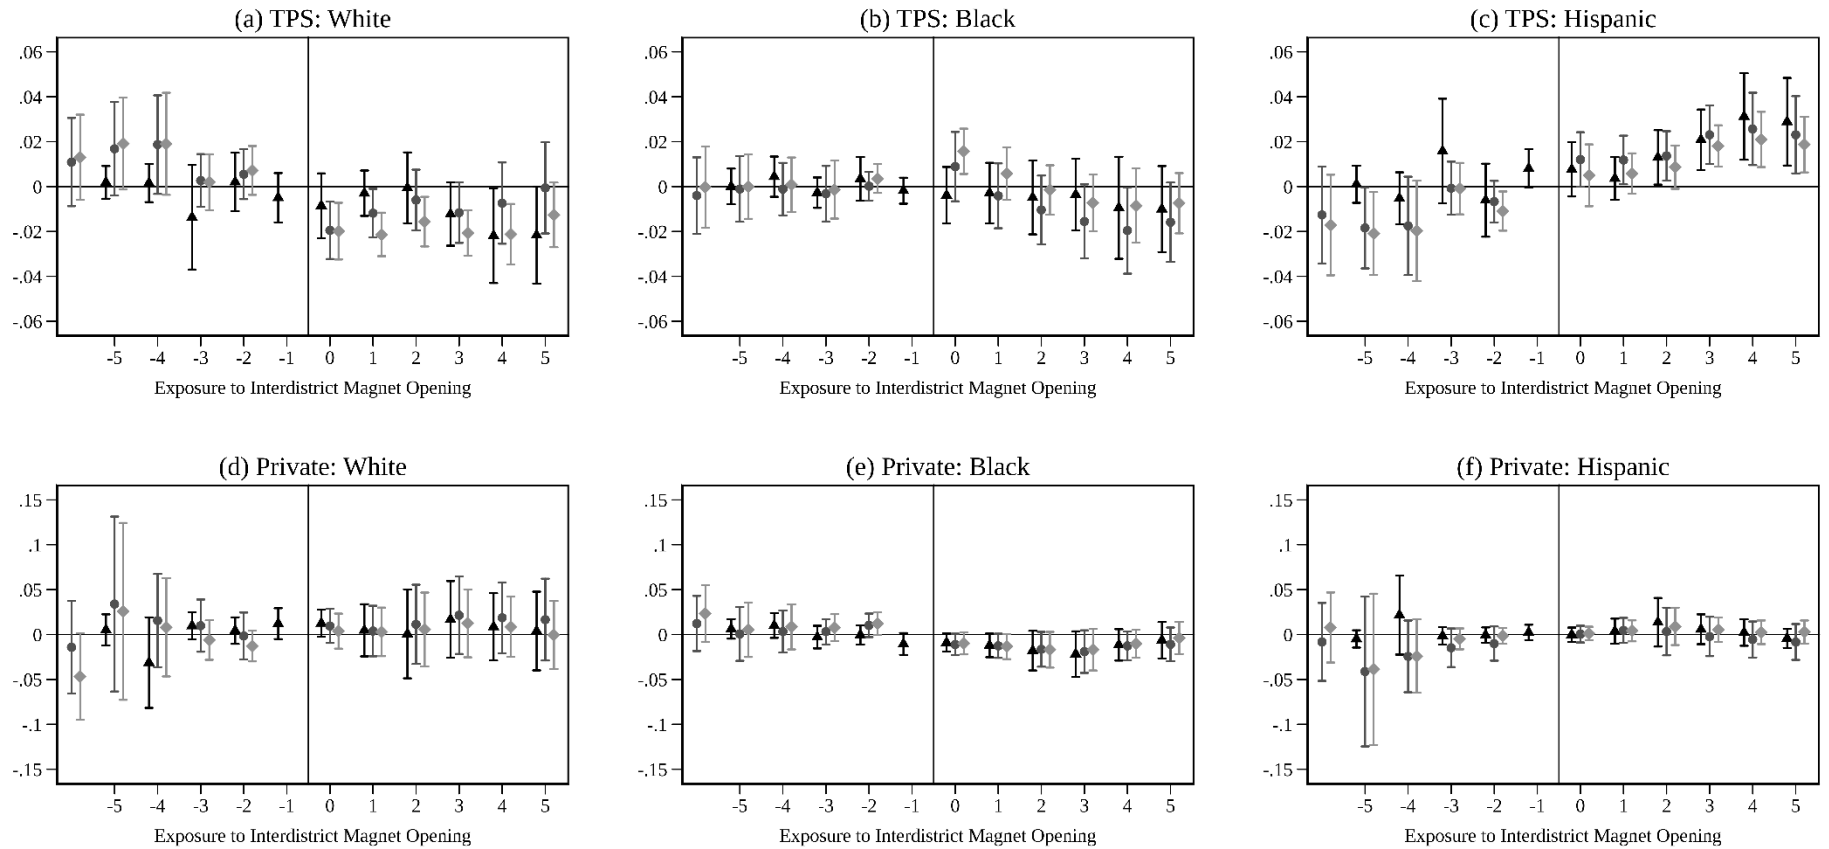 (a) TPS: White
(b) TPS: Black
(c) TPS: Hispanic
.06
.04
.02
0
-.02
-.04
-.06
-5 -4 -3 -2 -1 0 1 2 3 4 5
Exposure to Interdistrict Magnet Opening
.06
.04
.02
0
-.02
-.04
-.06
-5 -4 -3 -2 -1 0 1 2 3 4 5
Exposure to Interdistrict Magnet Opening
.06
.04
.02
0
-.02
-.04
-.06
-5 -4 -3 -2 -1 0 1 2 3 4 5
Exposure to Interdistrict Magnet Opening
(d) Private: White
(e) Private: Black
(f) Private: Hispanic
.15
.1
.05
0
-.05
-.1
-.15
-5 -4 -3 -2 -1 0 1 2 3 4 5
Exposure to Interdistrict Magnet Opening
.15
.1
.05
0
-.05
-.1
-.15
-5 -4 -3 -2 -1 0 1 2 3 4 5
Exposure to Interdistrict Magnet Opening
.15
.1
.05
0
-.05
-.1
-.15
-5 -4 -3 -2 -1 0 1 2 3 4 5
Exposure to Interdistrict Magnet Opening